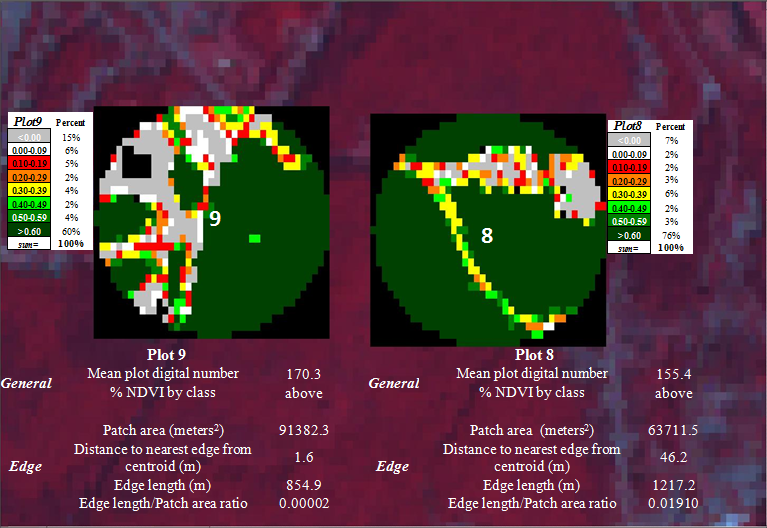 Plot9 Percent
<0.00 15%
0.00-0.09 6%
0.10-0.19 5%
0.20-0.29 2%
0.30-0.39 4%
0.40-0.49 2%
0.50-0.59 4%
>0.60 60%
sum= 100%
9
Plot8 Percent
<0.00 7%
0.00-0.09 2%
0.10-0.19 2%
0.20-0.29 3%
0.30-0.39 6%
0.40-0.49 2%
0.50-0.59 3%
>0.60 76%
sum= 100%
8
Plot 9
General
Mean plot digital number 170.3
% NDVI by class above
Edge
Patch area (meters²) 91382.3
Distance to nearest edge from
centroid (m) 1.6
Edge length (m) 854.9
Edge length/Patch area ratio 0.00002
Plot 8
General
Mean plot digital number 155.4
% NDVI by class above
Edge
Patch area (meters²) 63711.5
Distance to nearest edge from
centroid (m) 46.2
Edge length (m) 1217.2
Edge length/Patch area ratio 0.01910